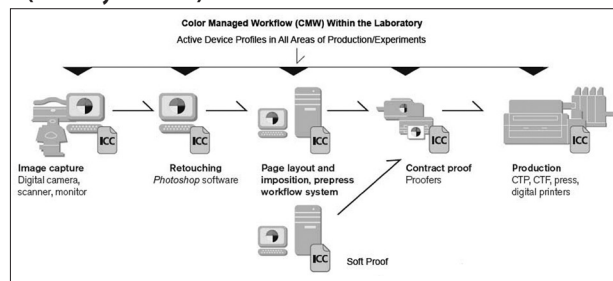 Color Managed Workflow (CMW) Within the Laboratory
Active Device Profiles in All Areas of Production/Experiments
ICC
ICC
ICC
ICC
ICC
Image capture
Digital camera,
scanner, monitor
Retouching
Photoshop software
Page layout and
imposition, prepress
workflow system
Contract proof
Proofers
Production
CTP, CTF, press,
digital printers
ICC
Soft Proof